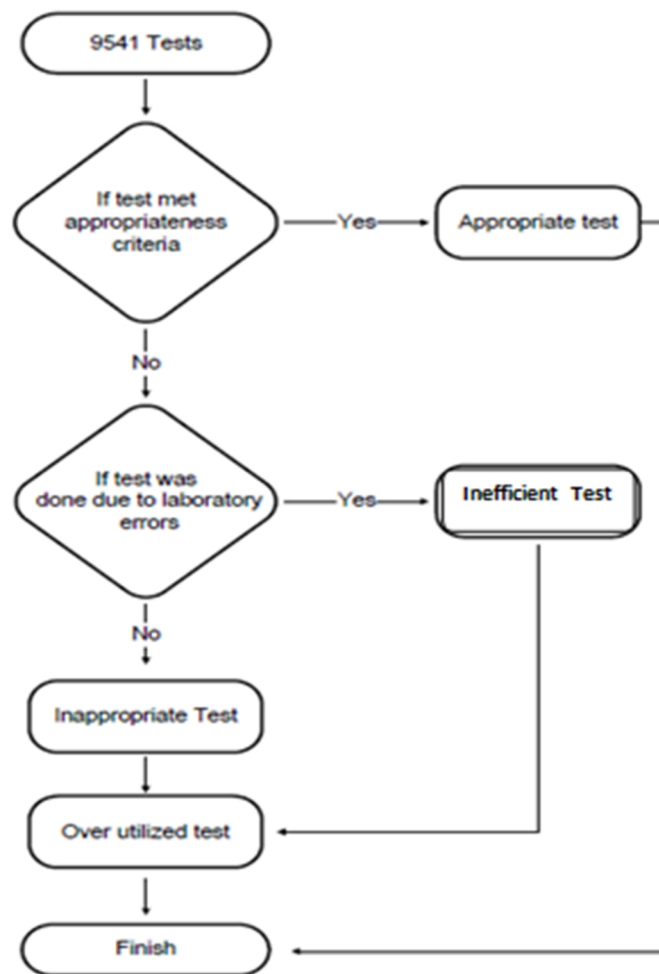 9541 Tests
If test met
appropriateness
criteria
Yes
Appropriate test
No
If test was
done due to laboratory
errors
Yes
Inefficient Test
No
Inappropriate Test
Over utilized test
Finish